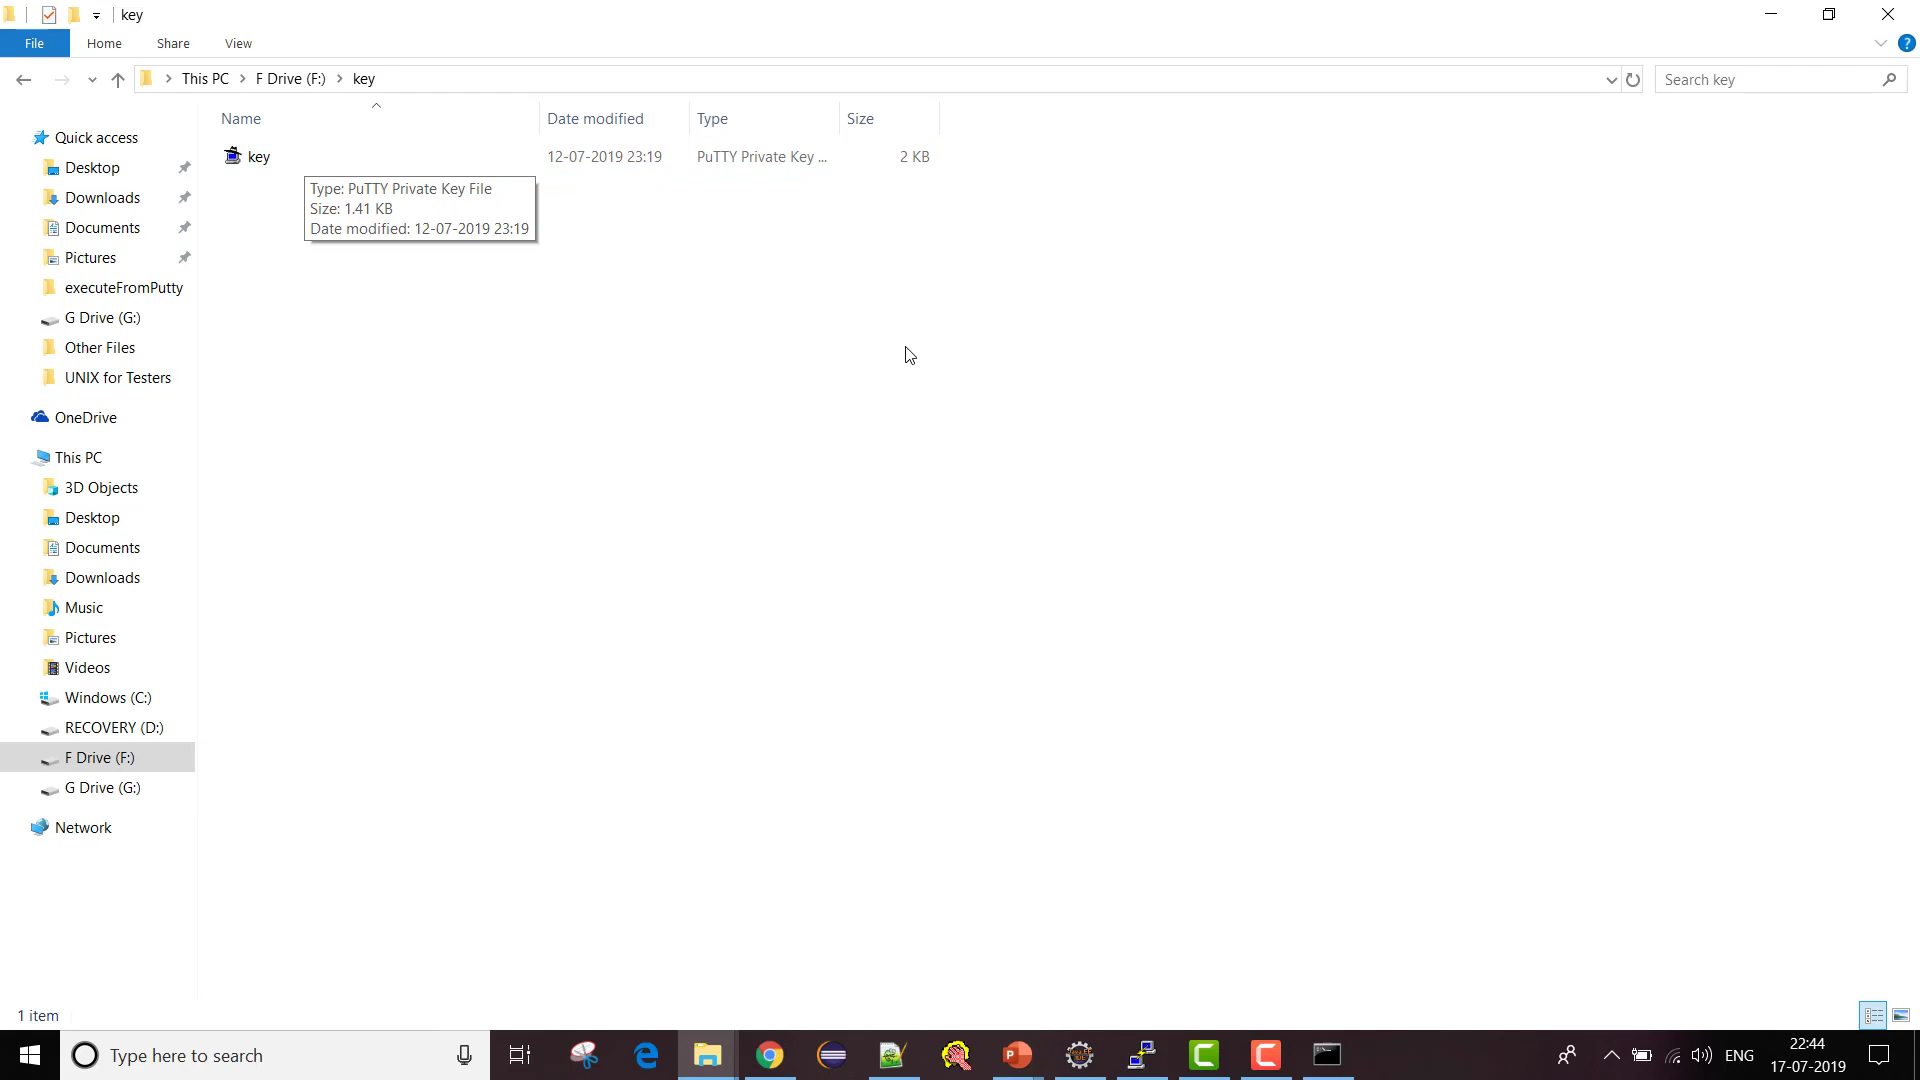 key
File
Home
Share
View
This PC
F Drive (F:)
key
Search key
Name
Date modified
Type
Size
key
12-07-2019 23:19
PuTTY Private Key ...
2 KB
Type: PuTTY Private Key File
Size: 1.41 KB
Date modified: 12-07-2019 23:19
Quick access
Desktop
Downloads
Documents
Pictures
executeFromPutty
G Drive (G:)
Other Files
UNIX for Testers
OneDrive
This PC
3D Objects
Desktop
Documents
Downloads
Music
Pictures
Videos
Windows (C:)
RECOVERY (D:)
F Drive (F:)
G Drive (G:)
Network
1 item
Type here to search
ENG
22:44
17-07-2019